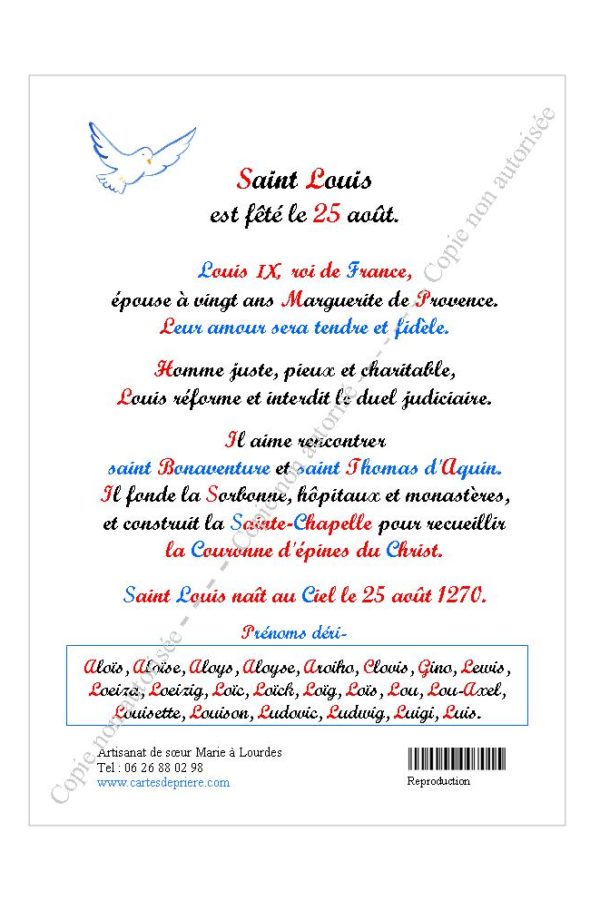 Saint Louis
est fêté le 25 août.
Louis IX, roi de France,
épouse à vingt ans Marguerite de Provence.
Leur amour sera tendre et fidèle.
Homme juste, pieux et charitable,
Louis réforme et interdit le duel judiciaire.
Il aime rencontrer
saint Bonaventure et saint Thomas d'Aquin.
Il fonde la Sorbonne, hôpitaux et monastères,
et construit la Sainte-Chapelle pour recueillir
la Couronne d'épines du Christ.
Saint Louis naît au Ciel le 25 août 1270.
Prénoms déri-
Aloïs, Aloïse, Aloys, Aloyse, Aroiho, Clovis, Gino, Lewis,
Loeiza, Loeizig, Loïc, Loïck, Loïg, Loïs, Lou, Lou-Axel,
Louisette, Louison, Ludovic, Ludwig, Luigi, Luis.
Artisanat de sœur Marie à Lourdes
Tel : 06 26 88 02 98
www.cartesdepriere.com
Reproduction
Copie non autorisée - - - - - Copie non autorisé - - - - - Copie non autorisée